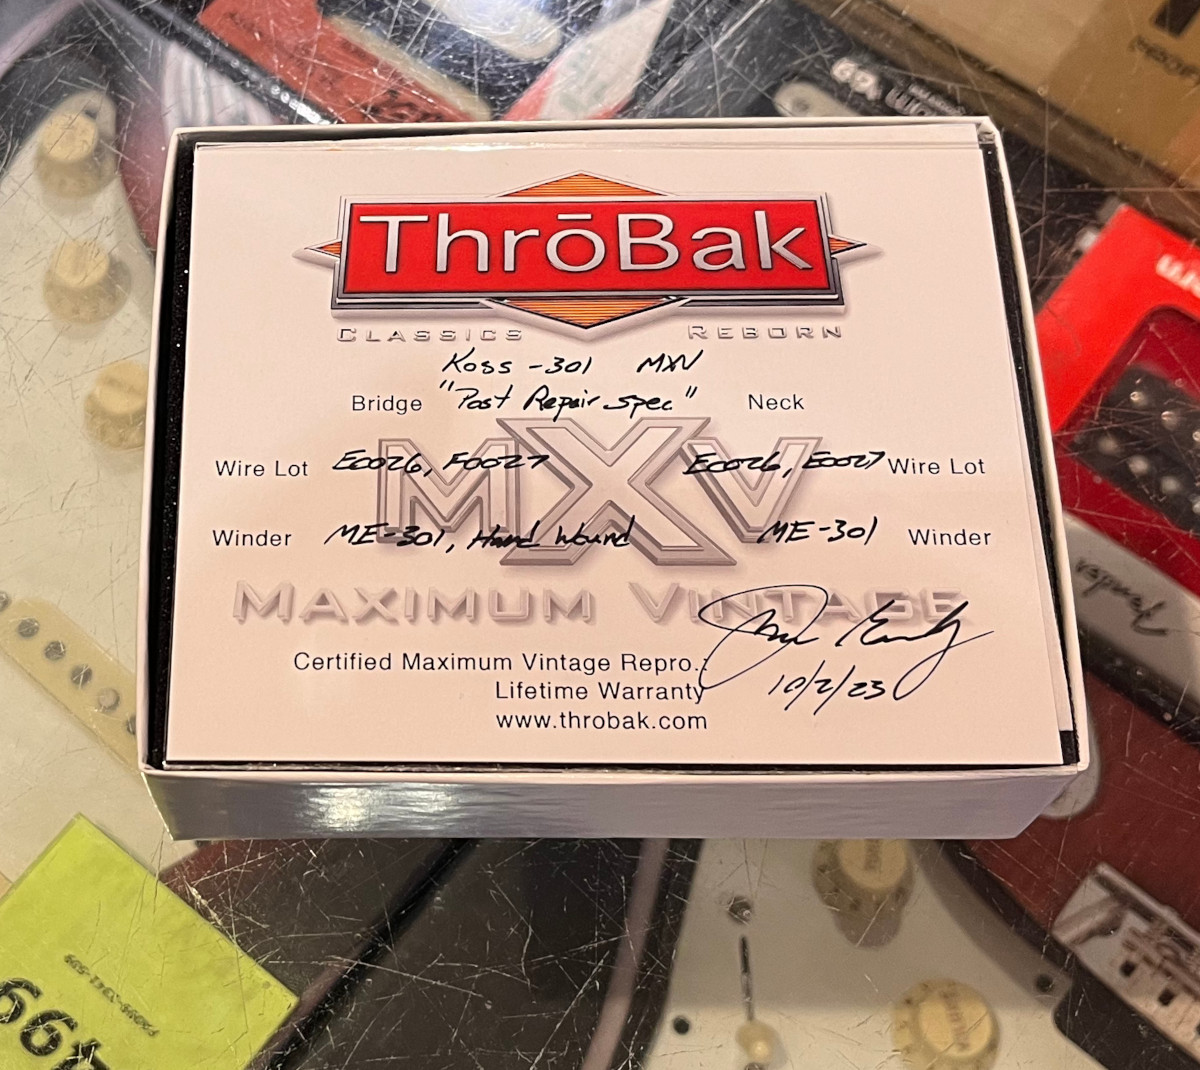 ThrōBak
CLASSICS REBORN
Koss -301 MXV
Bridge "Post Repair spec" Neck
Wire Lot E0026, F0027 E0026, E0027 Wire Lot
MXV
Winder ME-301, Hand Wound ME-301 Winder
MAXIMUM VINTAGE
Certified Maximum Vintage Repro.
Lifetime Warranty 10/2/23
www.throbak.com